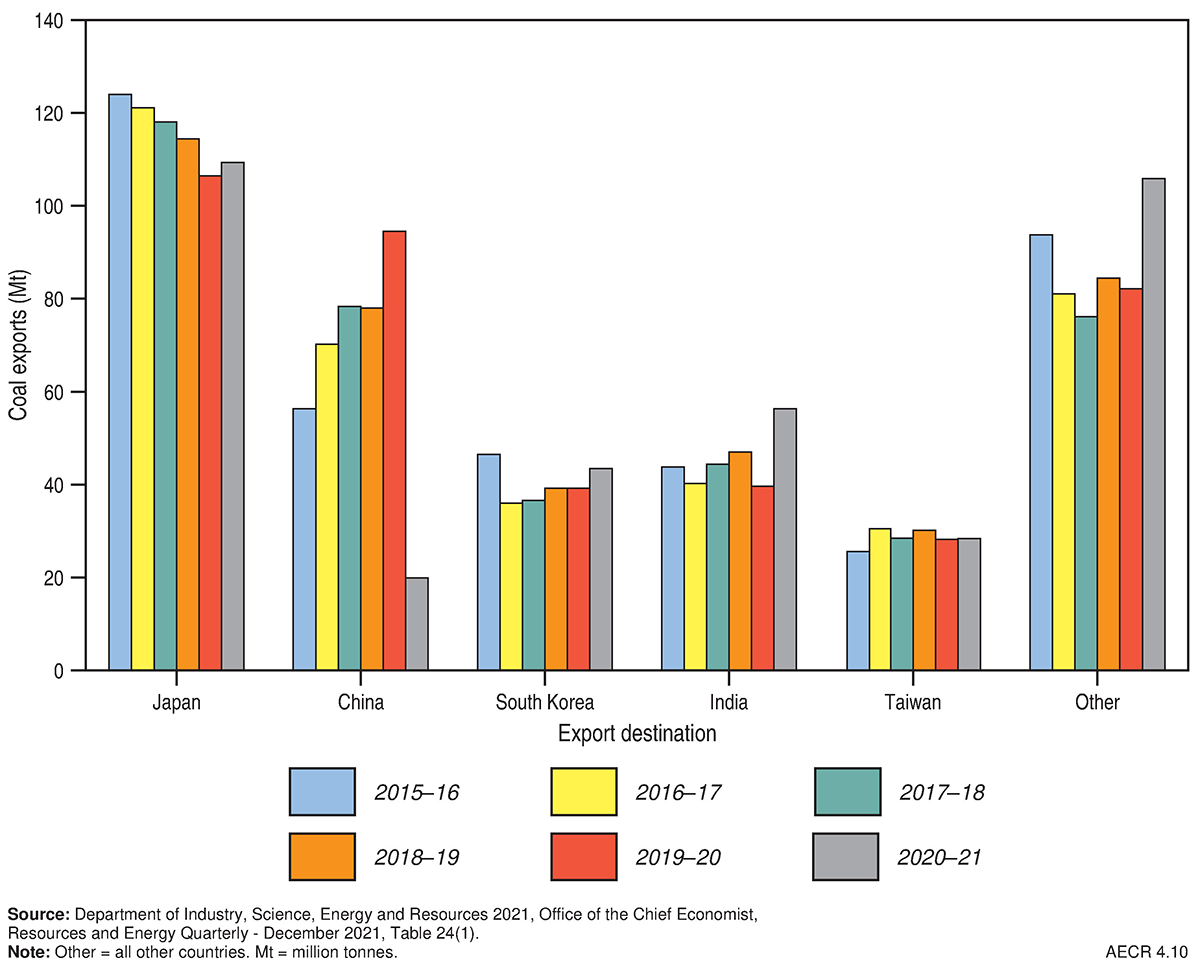 140
120
100
80
60
40
20
0
Coal exports (Mt)
Japan China South Korea India Taiwan Other
Export destination
2015–16 2016–17 2017–18
2018–19 2019–20 2020–21
Source: Department of Industry, Science, Energy and Resources 2021, Office of the Chief Economist,
Resources and Energy Quarterly - December 2021, Table 24(1).
Note: Other = all other countries. Mt = million tonnes.
AECR 4.10